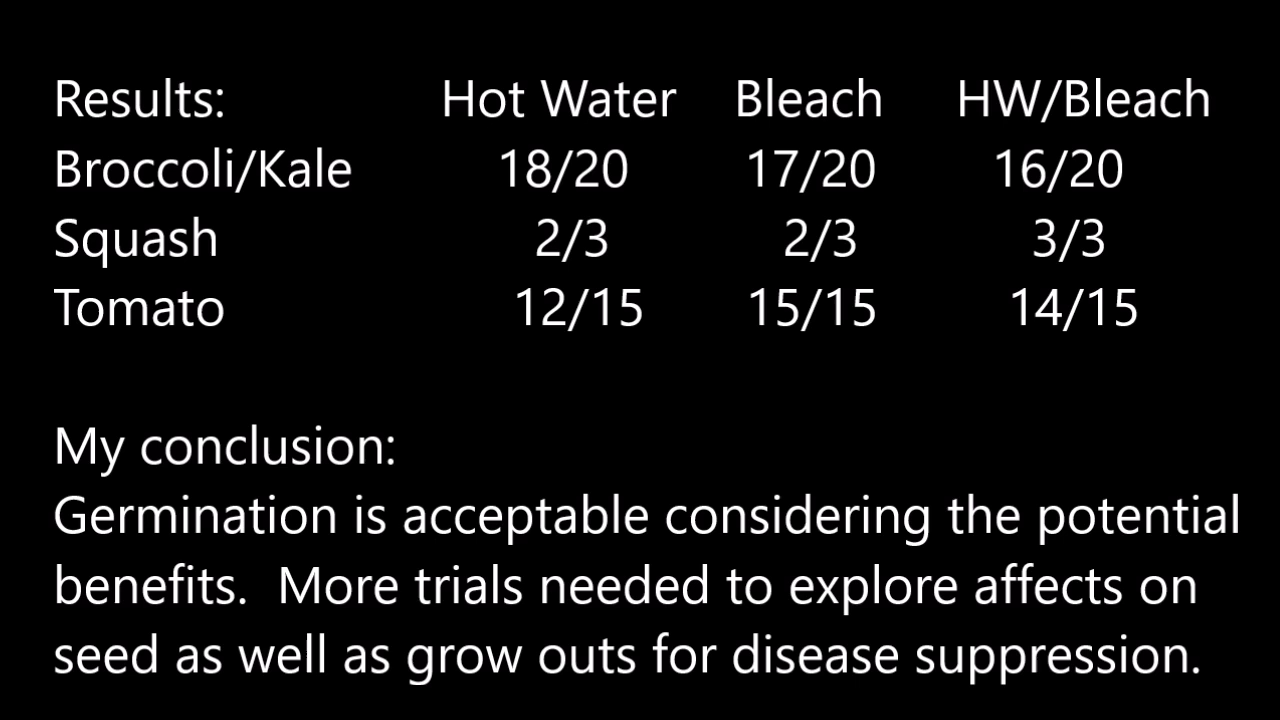 Results: Hot Water Bleach HW/Bleach
Broccoli/Kale 18/20 17/20 16/20
Squash 2/3 2/3 3/3
Tomato 12/15 15/15 14/15
My conclusion:
Germination is acceptable considering the potential
benefits.  More trials needed to explore affects on
seed as well as grow outs for disease suppression.